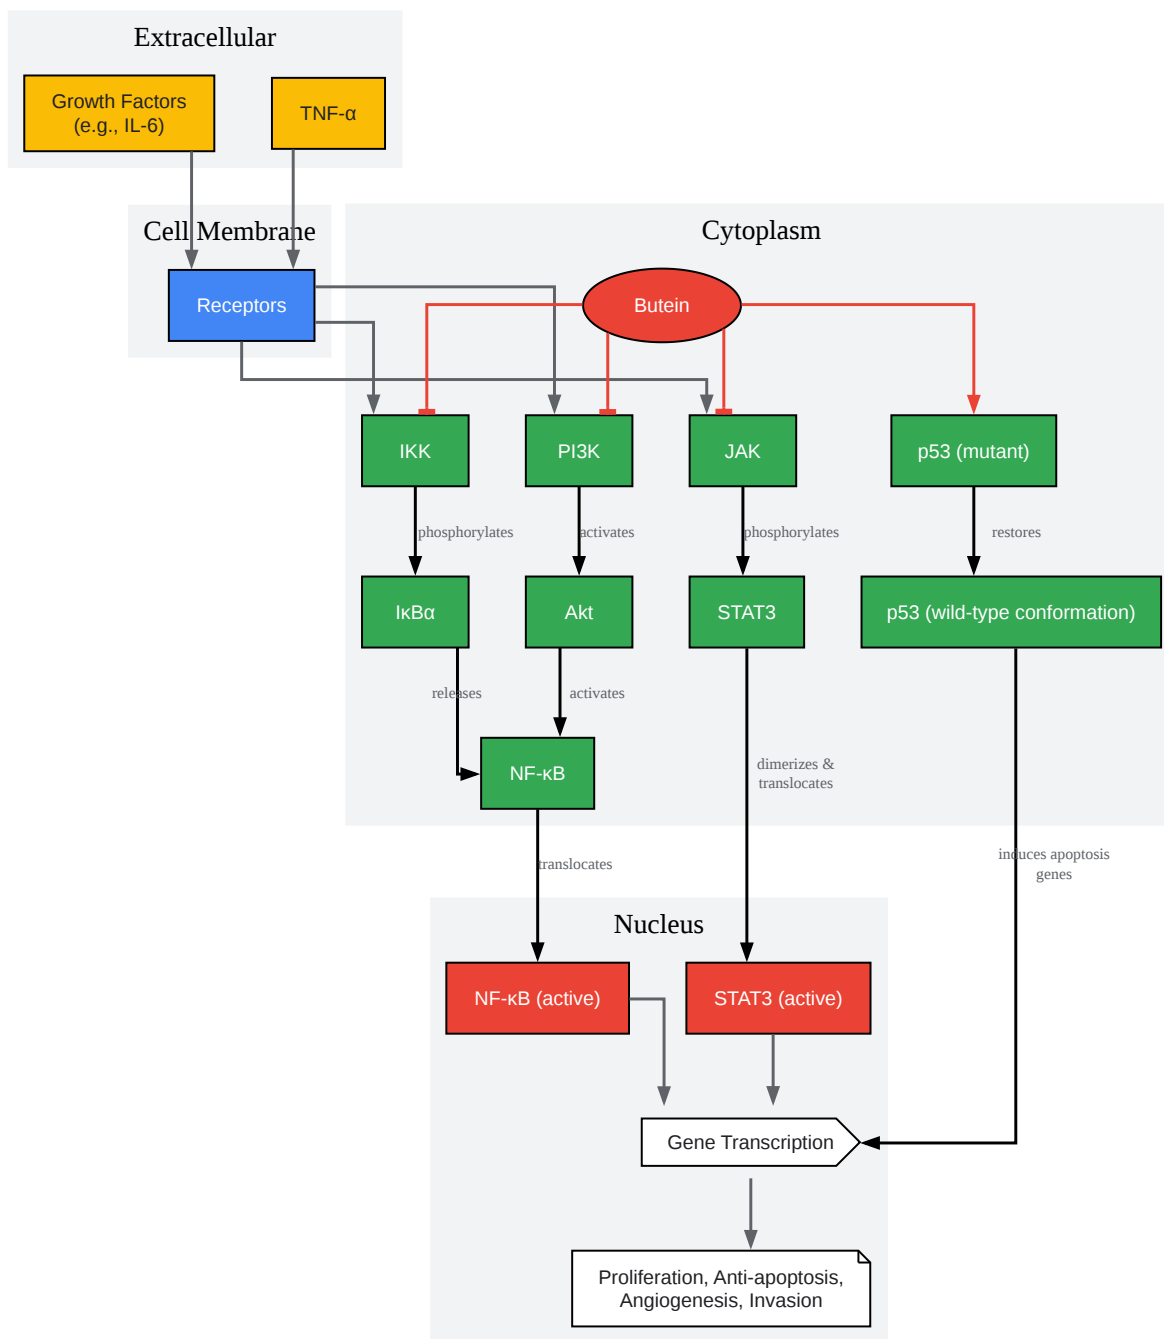 Extracellular
Growth Factors
(e.g., IL-6)
TNF-α
Cell Membrane
Receptors
Cytoplasm
Butein
IKK
PI3K
JAK
p53 (mutant)
phosphorylates
activates
phosphorylates
restores
IκBα
Akt
STAT3
p53 (wild-type conformation)
releases
activates
NF-κB
dimerizes &
translocates
translocates
induces apoptosis
genes
Nucleus
NF-κB (active)
STAT3 (active)
Gene Transcription
Proliferation, Anti-apoptosis,
Angiogenesis, Invasion